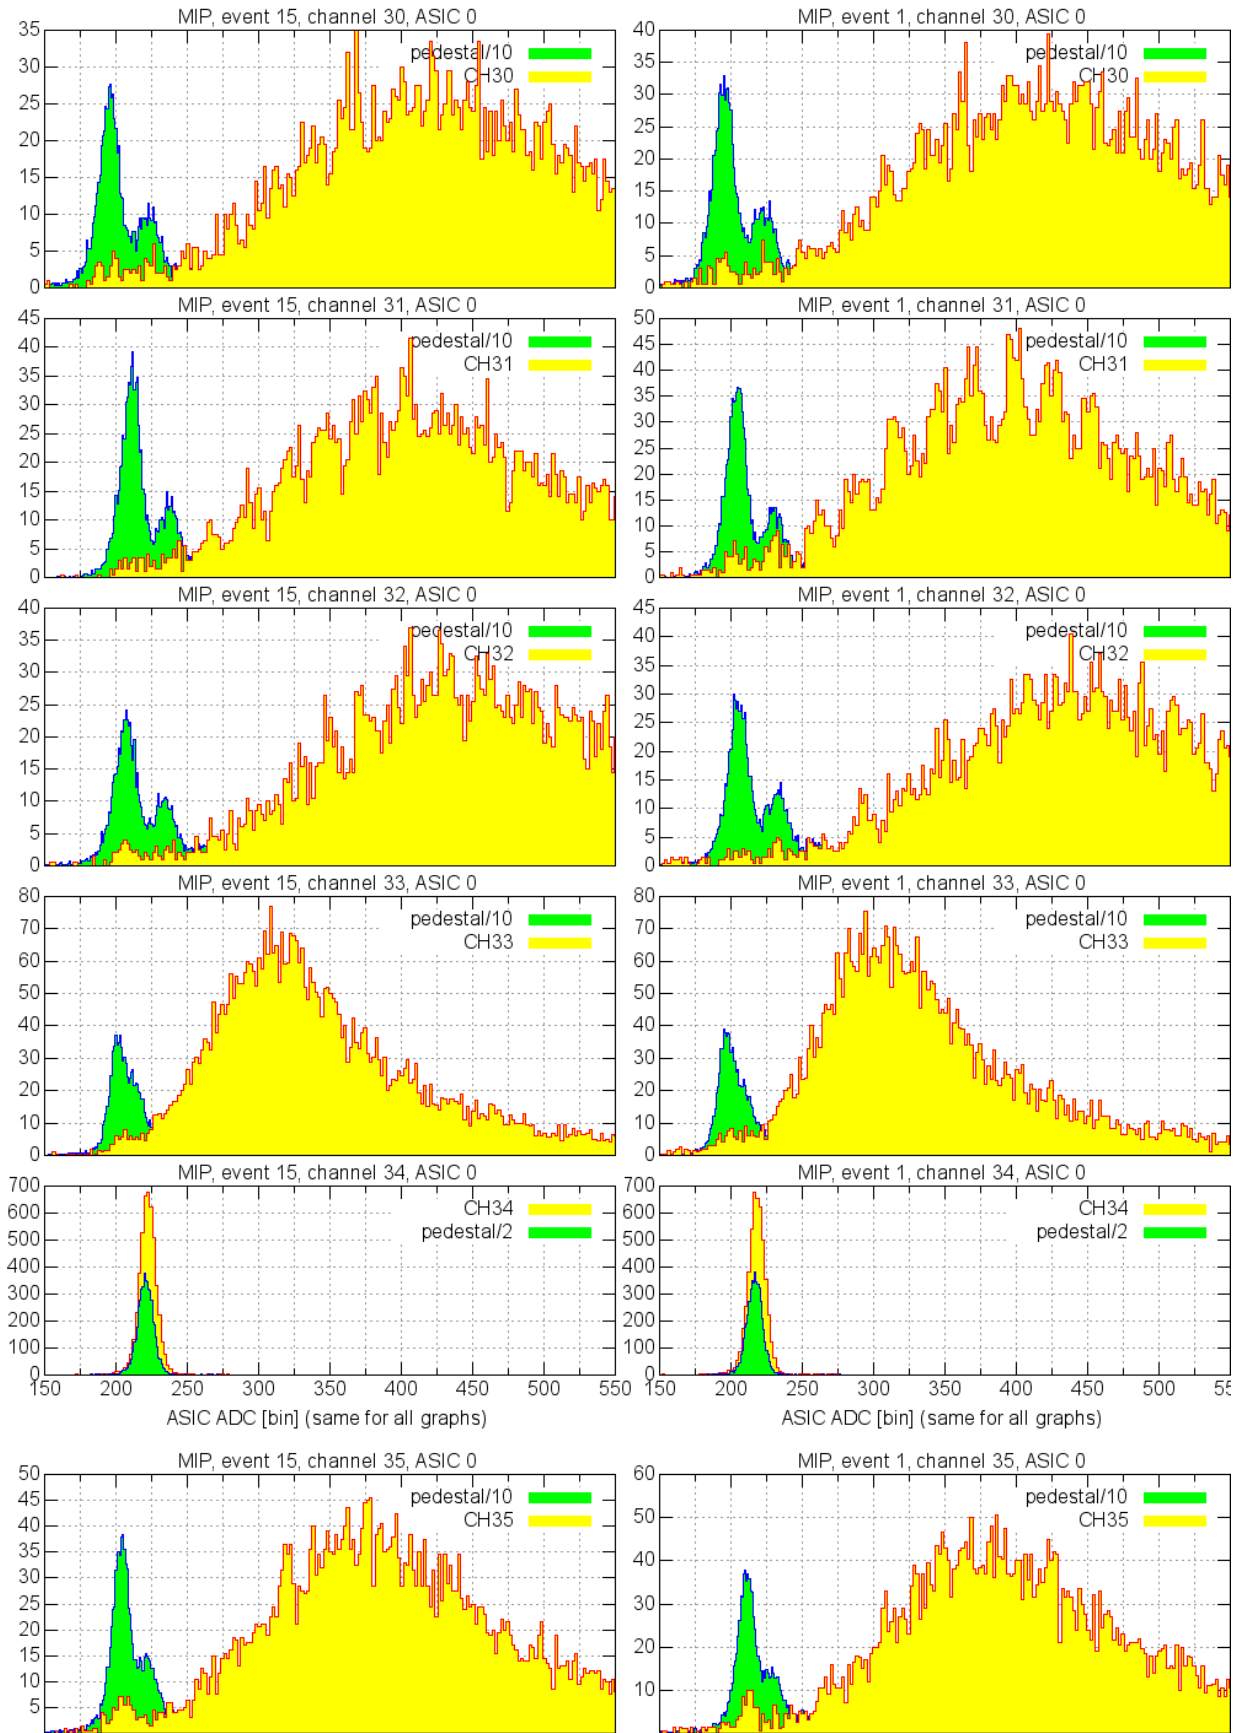 MIP, event 15, channel 30, ASIC 0
35
30
25
20
15
10
5
0
pedestal/10
CH30
MIP, event 1, channel 30, ASIC 0
40
35
30
25
20
15
10
5
0
pedestal/10
CH30
MIP, event 15, channel 31, ASIC 0
45
40
35
30
25
20
15
10
5
0
pedestal/10
CH31
MIP, event 1, channel 31, ASIC 0
50
45
40
35
30
25
20
15
10
5
0
pedestal/10
CH31
MIP, event 15, channel 32, ASIC 0
40
35
30
25
20
15
10
5
0
pedestal/10
CH32
MIP, event 1, channel 32, ASIC 0
45
40
35
30
25
20
15
10
5
0
pedestal/10
CH32
MIP, event 15, channel 33, ASIC 0
80
70
60
50
40
30
20
10
0
pedestal/10
CH33
MIP, event 1, channel 33, ASIC 0
80
70
60
50
40
30
20
10
0
pedestal/10
CH33
MIP, event 15, channel 34, ASIC 0
700
600
500
400
300
200
100
0
CH34
pedestal/2
150 200 250 300 350 400 450 500 550
ASIC ADC [bin] (same for all graphs)
MIP, event 1, channel 34, ASIC 0
700
600
500
400
300
200
100
0
CH34
pedestal/2
150 200 250 300 350 400 450 500 55
ASIC ADC [bin] (same for all graphs)
MIP, event 15, channel 35, ASIC 0
50
45
40
35
30
25
20
15
10
5
pedestal/10
CH35
MIP, event 1, channel 35, ASIC 0
60
50
40
30
20
10
pedestal/10
CH35